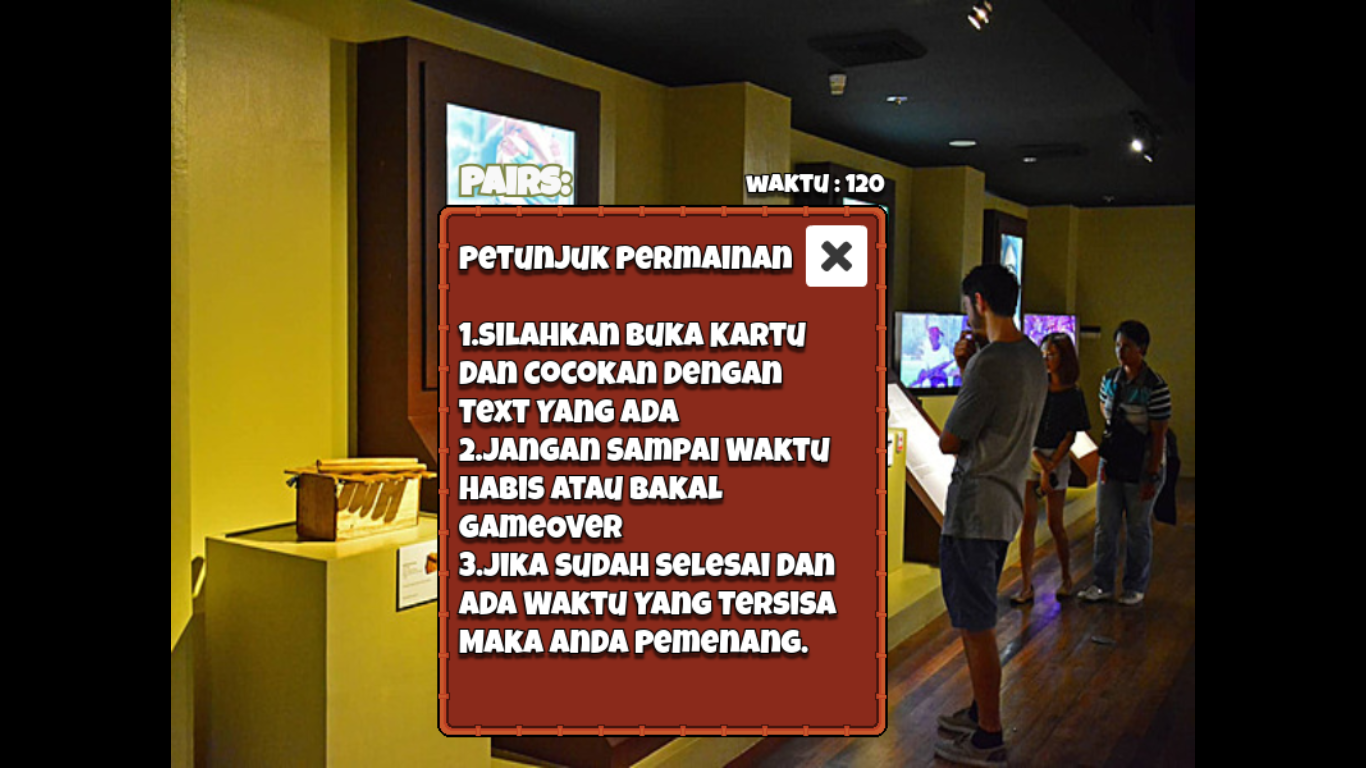 PAIRS:
WAKTU : 120
PETUNJUK PERMAINAN
1.SILAHKAN BUKA KARTU
DAN COCOKAN DENGAN
TEXT YANG ADA
2.JANGAN SAMPAI WAKTU
HABIS ATAU BAKAL
GAMEOVER
3.JIKA SUDAH SELESAI DAN
ADA WAKTU YANG TERSISA
MAKA ANDA PEMENANG.